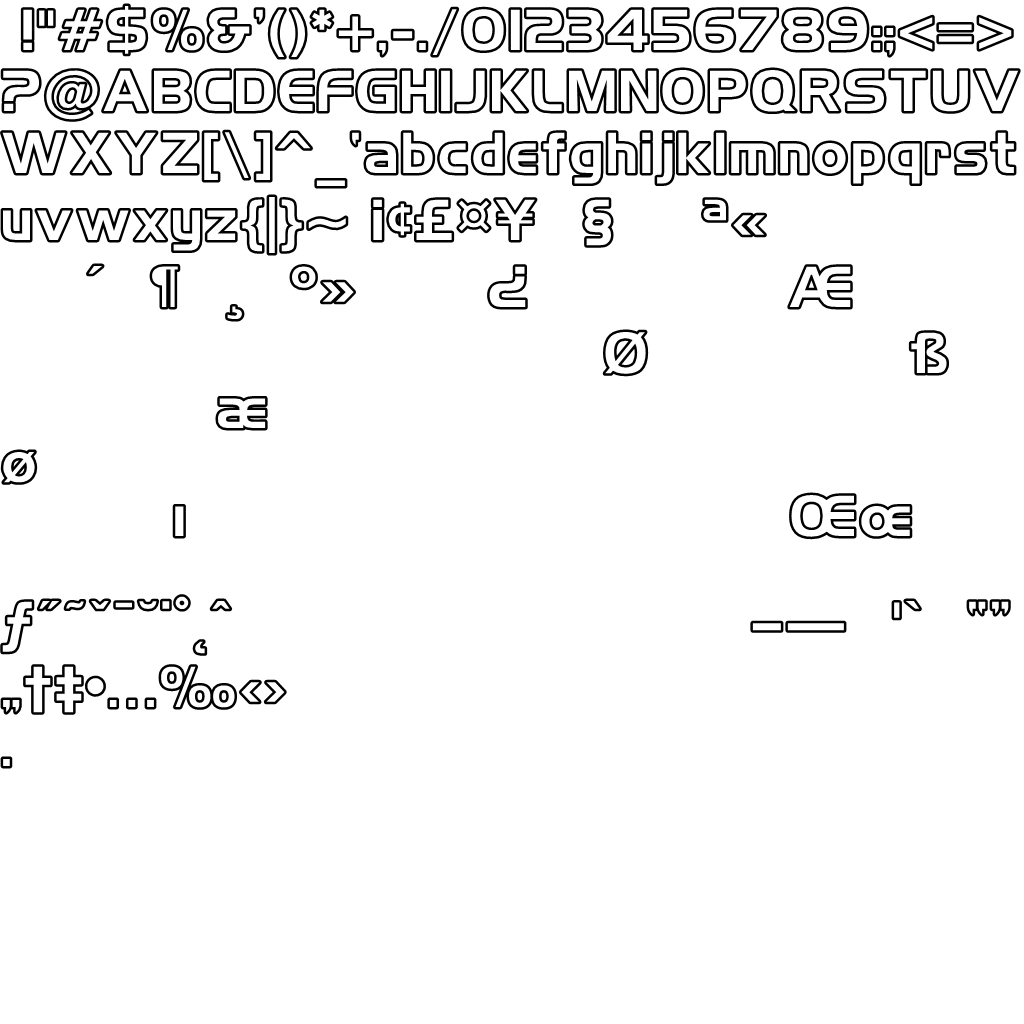 !"#$%&'()*+,-./0123456789:;<=>
?@ABCDEFGHIJKLMNOPQRSTUV
WXYZ[\]^_`abcdefghijklmnopqrst
uvwxyz{|}~ ¡¢£¤¥ § ª«
´ ¶ ¸ º» ¿ Æ
Ø ß
æ
ø
ı Œœ
ƒ˝˜ˇ¯˘˙˚ ˛ ˆ –— '` ""
„†‡•…‰‹›
.